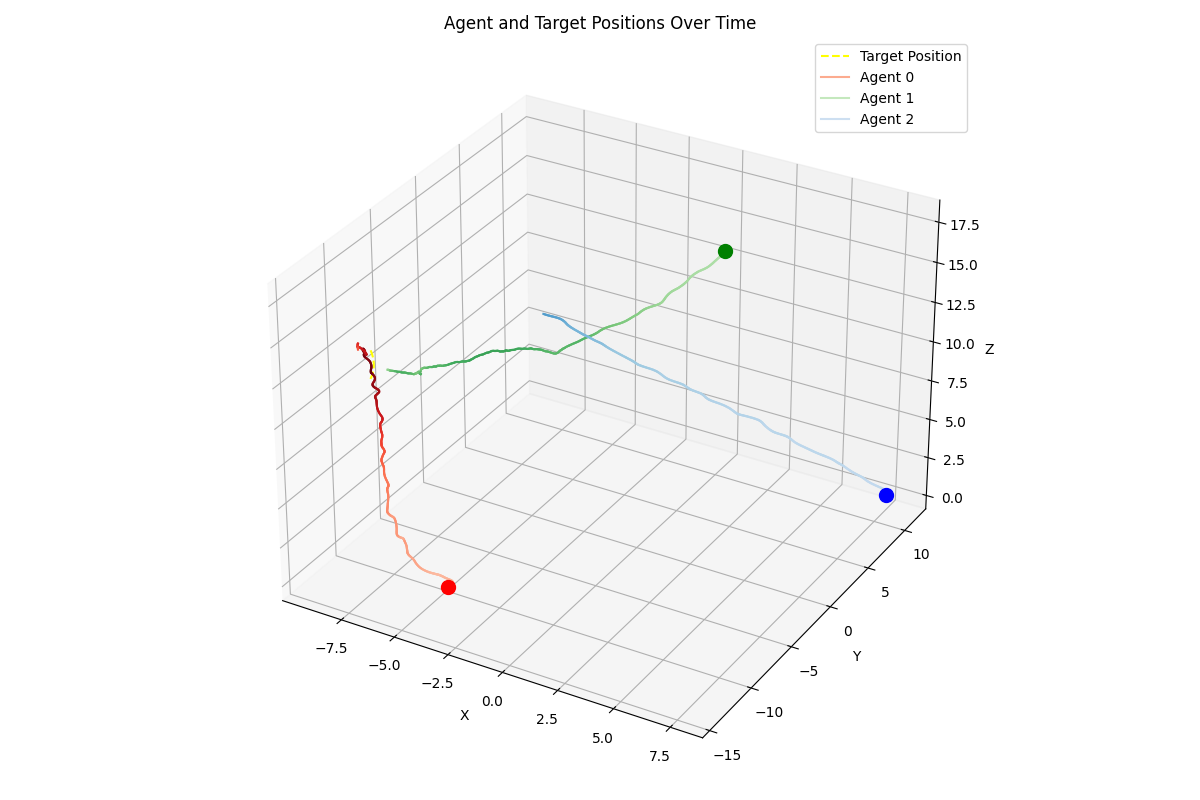 Agent and Target Positions Over Time
Target Position
Agent 0
Agent 1
Agent 2
17.5
15.0
12.5
10.0
7.5
5.0
2.5
0.0
Z
10
5
0
−5
−10
−15
Y
−7.5
−5.0
−2.5
0.0
2.5
5.0
7.5
X